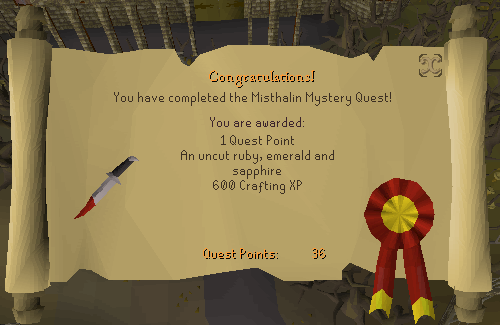 Congratulations!
You have completed the Misthalin Mystery Quest!
You are awarded:
1 Quest Point
An uncut ruby, emerald and
sapphire
600 Crafting XP
Quest Points: 36